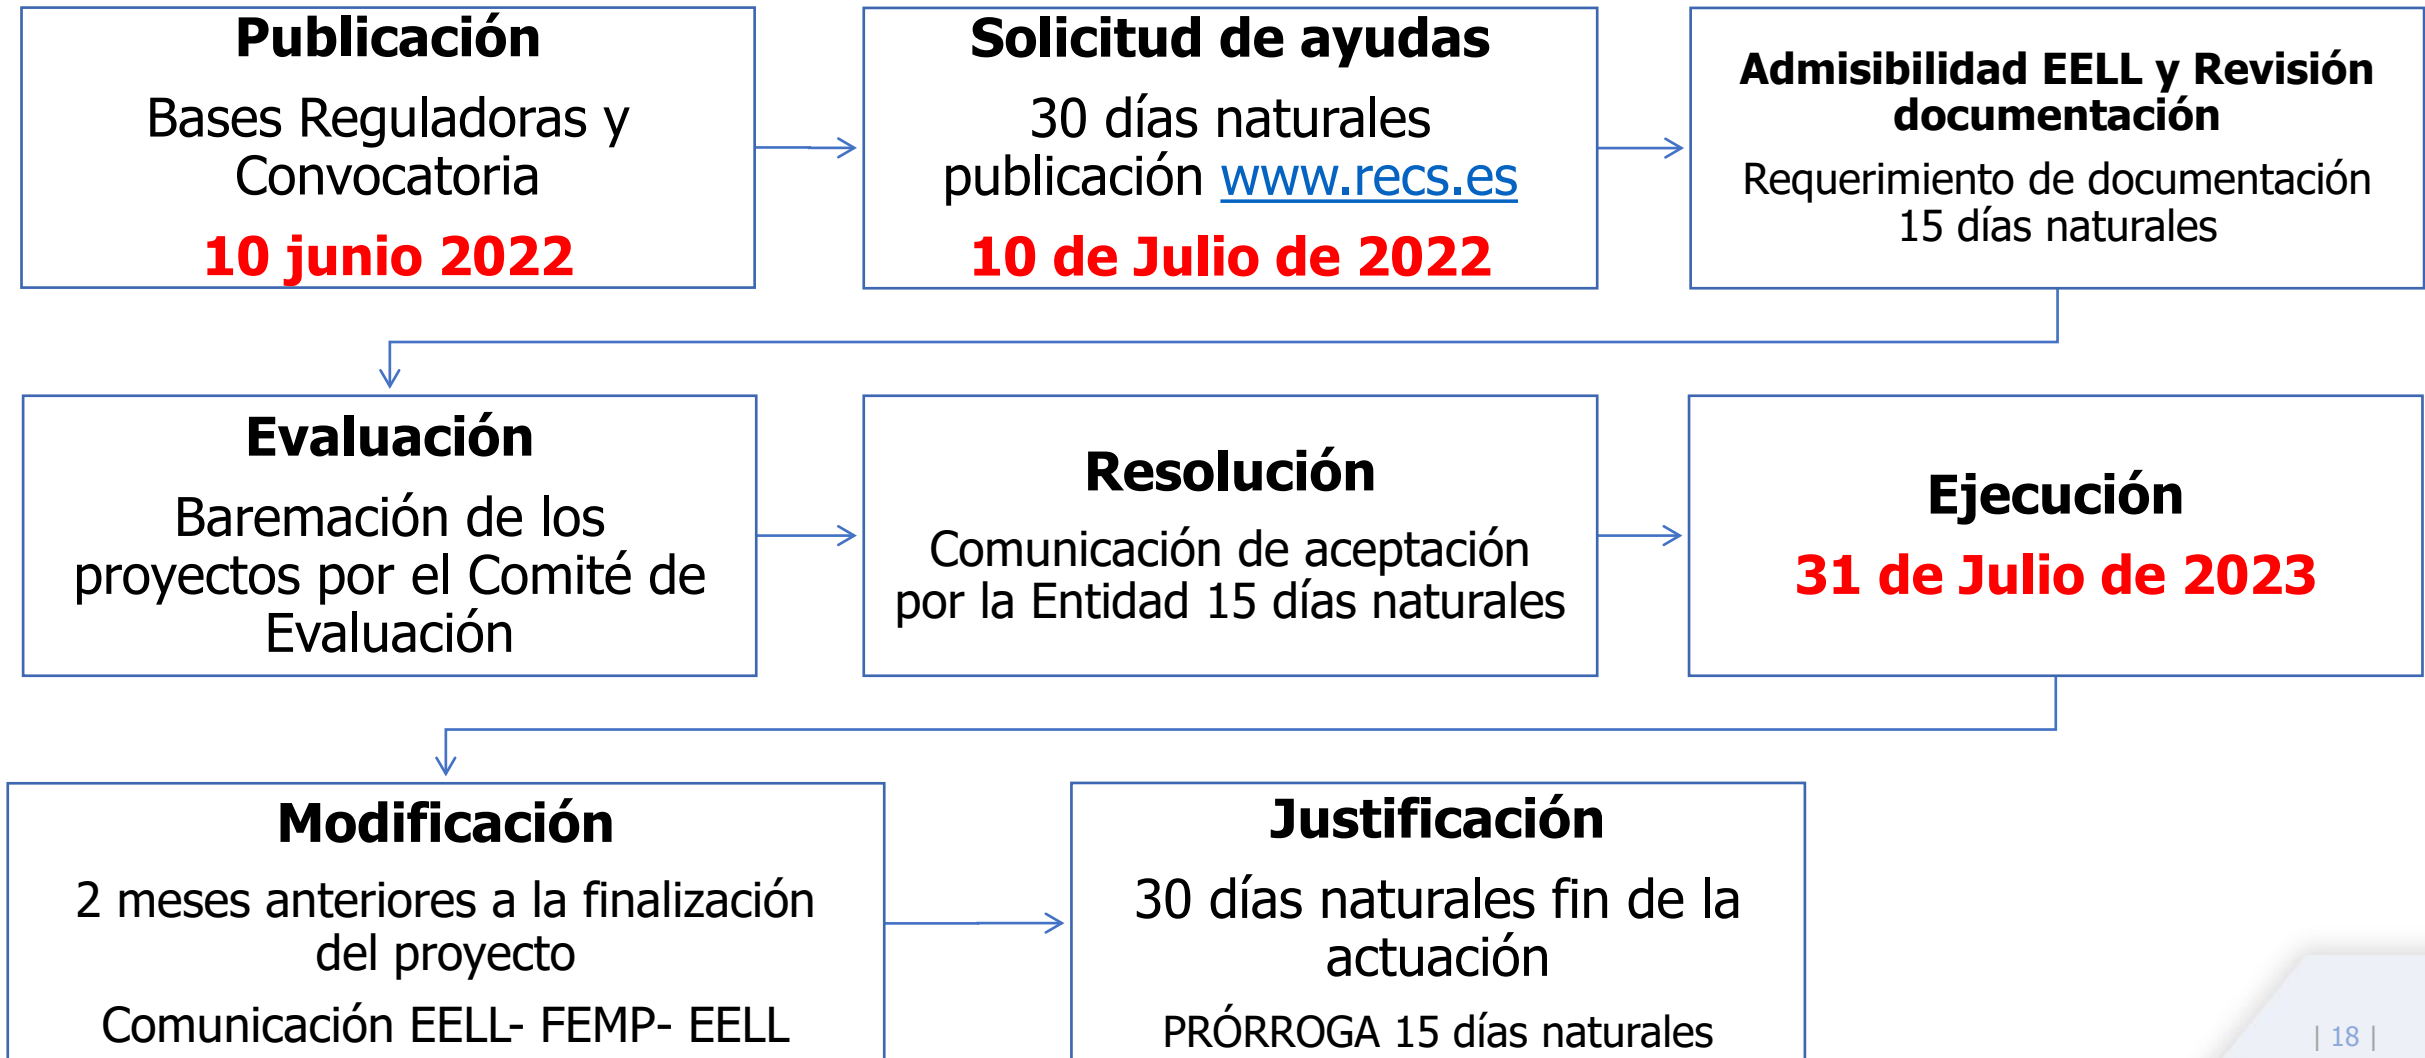 Publicación
Bases Reguladoras y
Convocatoria
10 junio 2022
Solicitud de ayudas
30 días naturales
publicación www.recs.es
10 de Julio de 2022
Admisibilidad EELL y Revisión
documentación
Requerimiento de documentación
15 días naturales
Evaluación
Baremación de los
proyectos por el Comité de
Evaluación
Resolución
Comunicación de aceptación
por la Entidad 15 días naturales
Ejecución
31 de Julio de 2023
Modificación
2 meses anteriores a la finalización
del proyecto
Comunicación EELL- FEMP- EELL
Justificación
30 días naturales fin de la
actuación
PRÓRROGA 15 días naturales
| 18 |